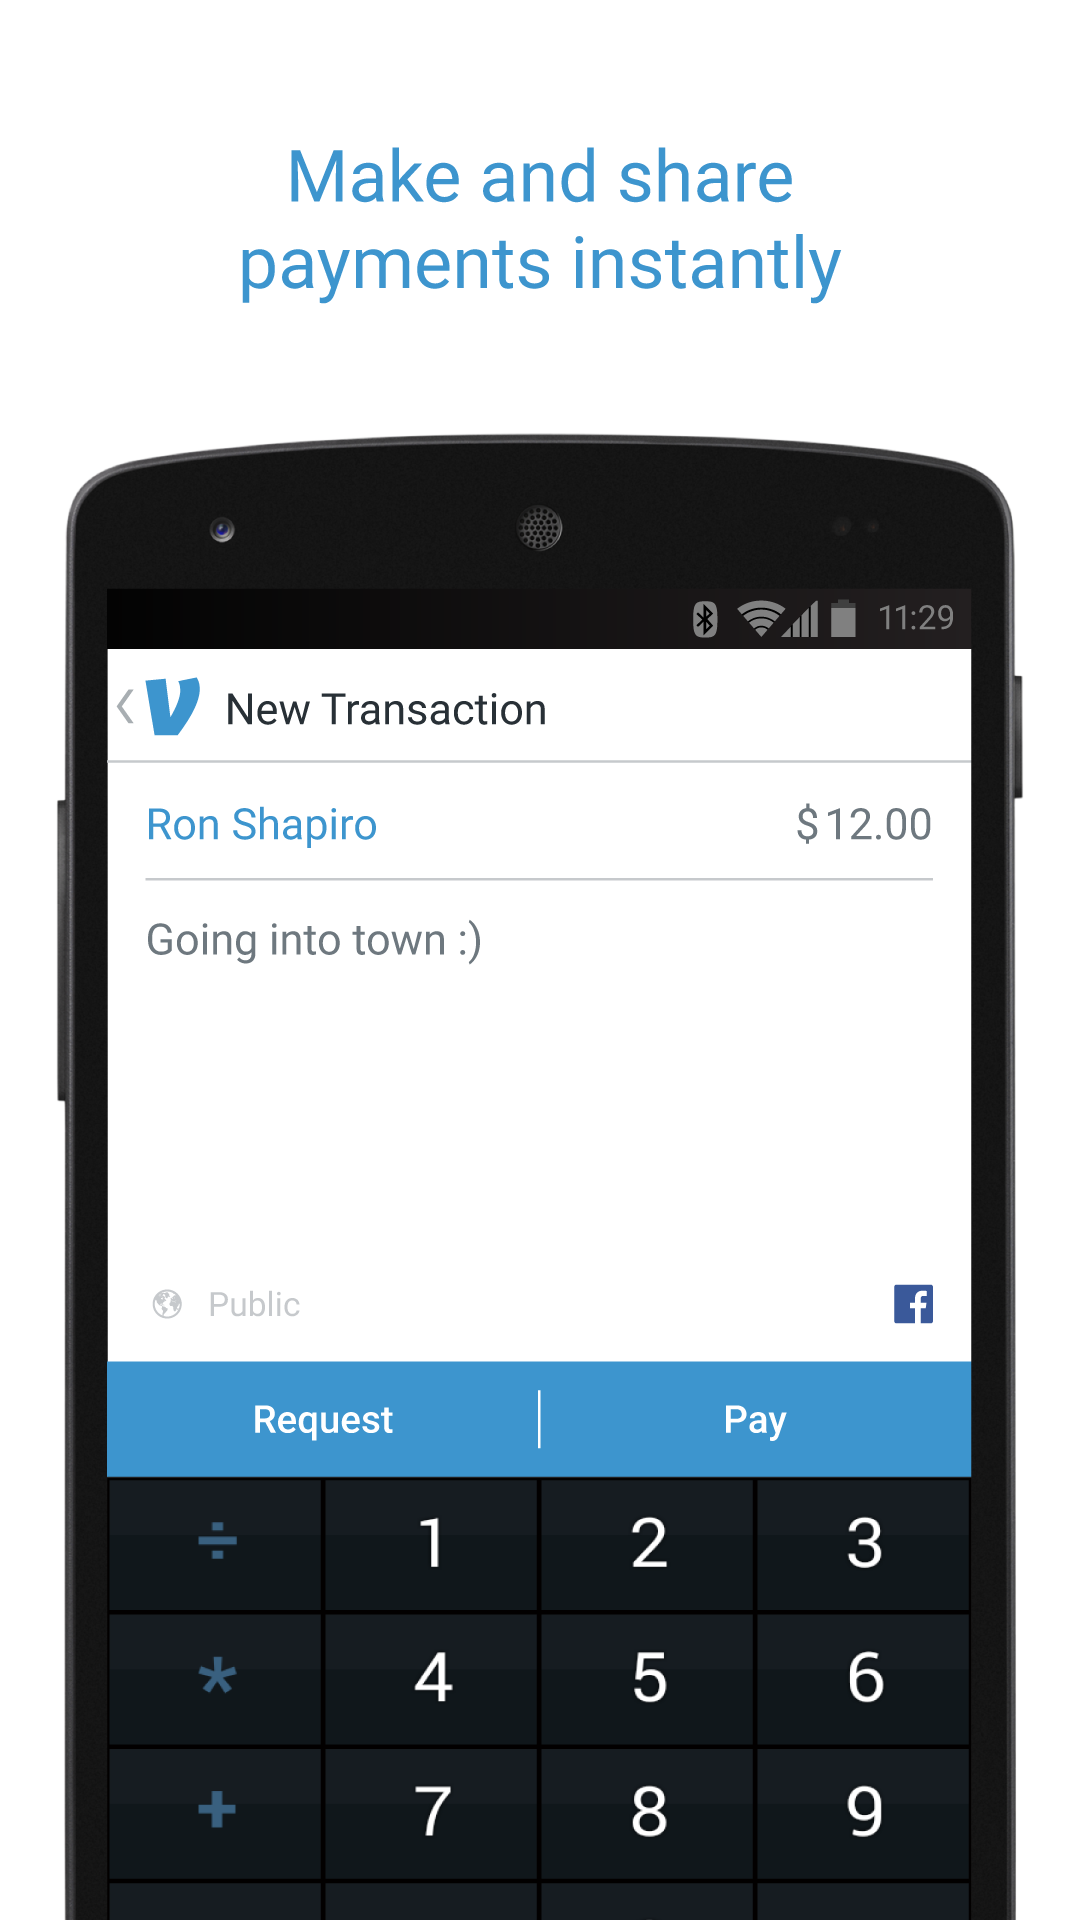 Make and share
payments instantly
11:29
New Transaction
Ron Shapiro
$12.00
Going into town :)
Public
Request
Pay
÷ 1 2 3
* 4 5 6
+ 7 8 9